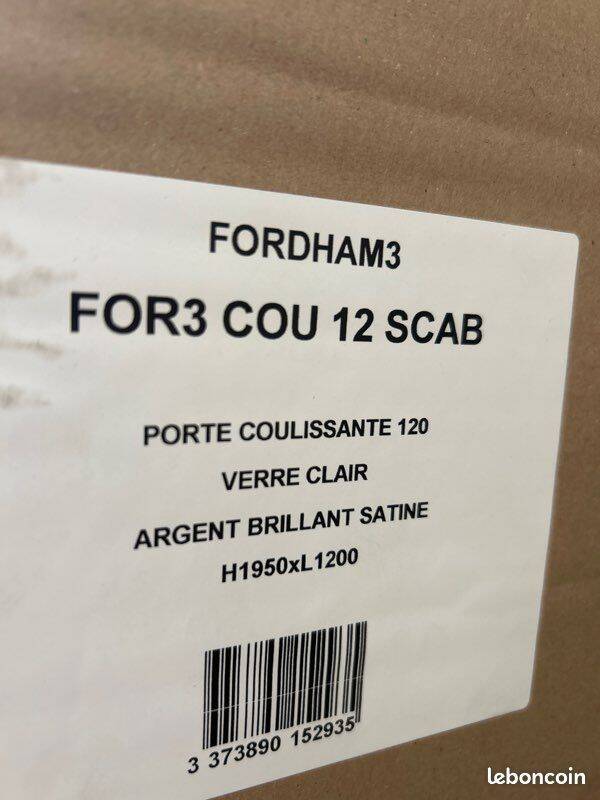 FORDHAM3
FOR3 COU 12 SCAB
PORTE COULISSANTE 120
VERRE CLAIR
ARGENT BRILLANT SATINE
H1950xL1200
3 373890 152935
leboncoin